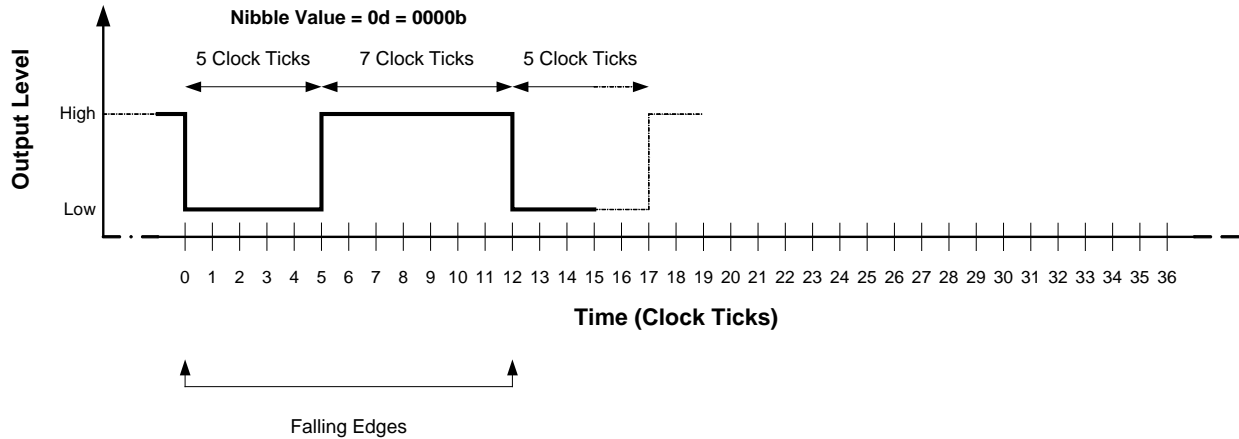 Nibble Value = 0d = 0000b
5 Clock Ticks 7 Clock Ticks 5 Clock Ticks
Output Level
High
Low
0 1 2 3 4 5 6 7 8 9 10 11 12 13 14 15 16 17 18 19 20 21 22 23 24 25 26 27 28 29 30 31 32 33 34 35 36
Time (Clock Ticks)
Falling Edges